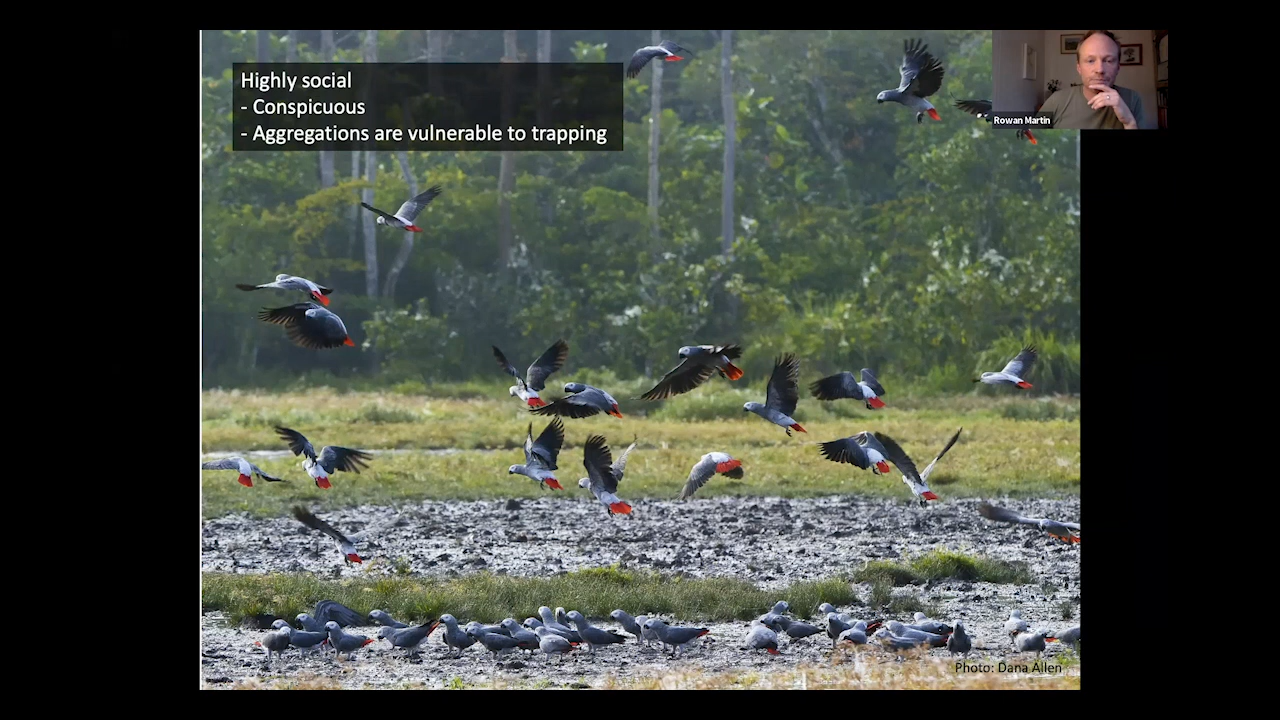 Highly social
- Conspicuous
- Aggregations are vulnerable to trapping
Rowan Martin
Photo: Dana Allen